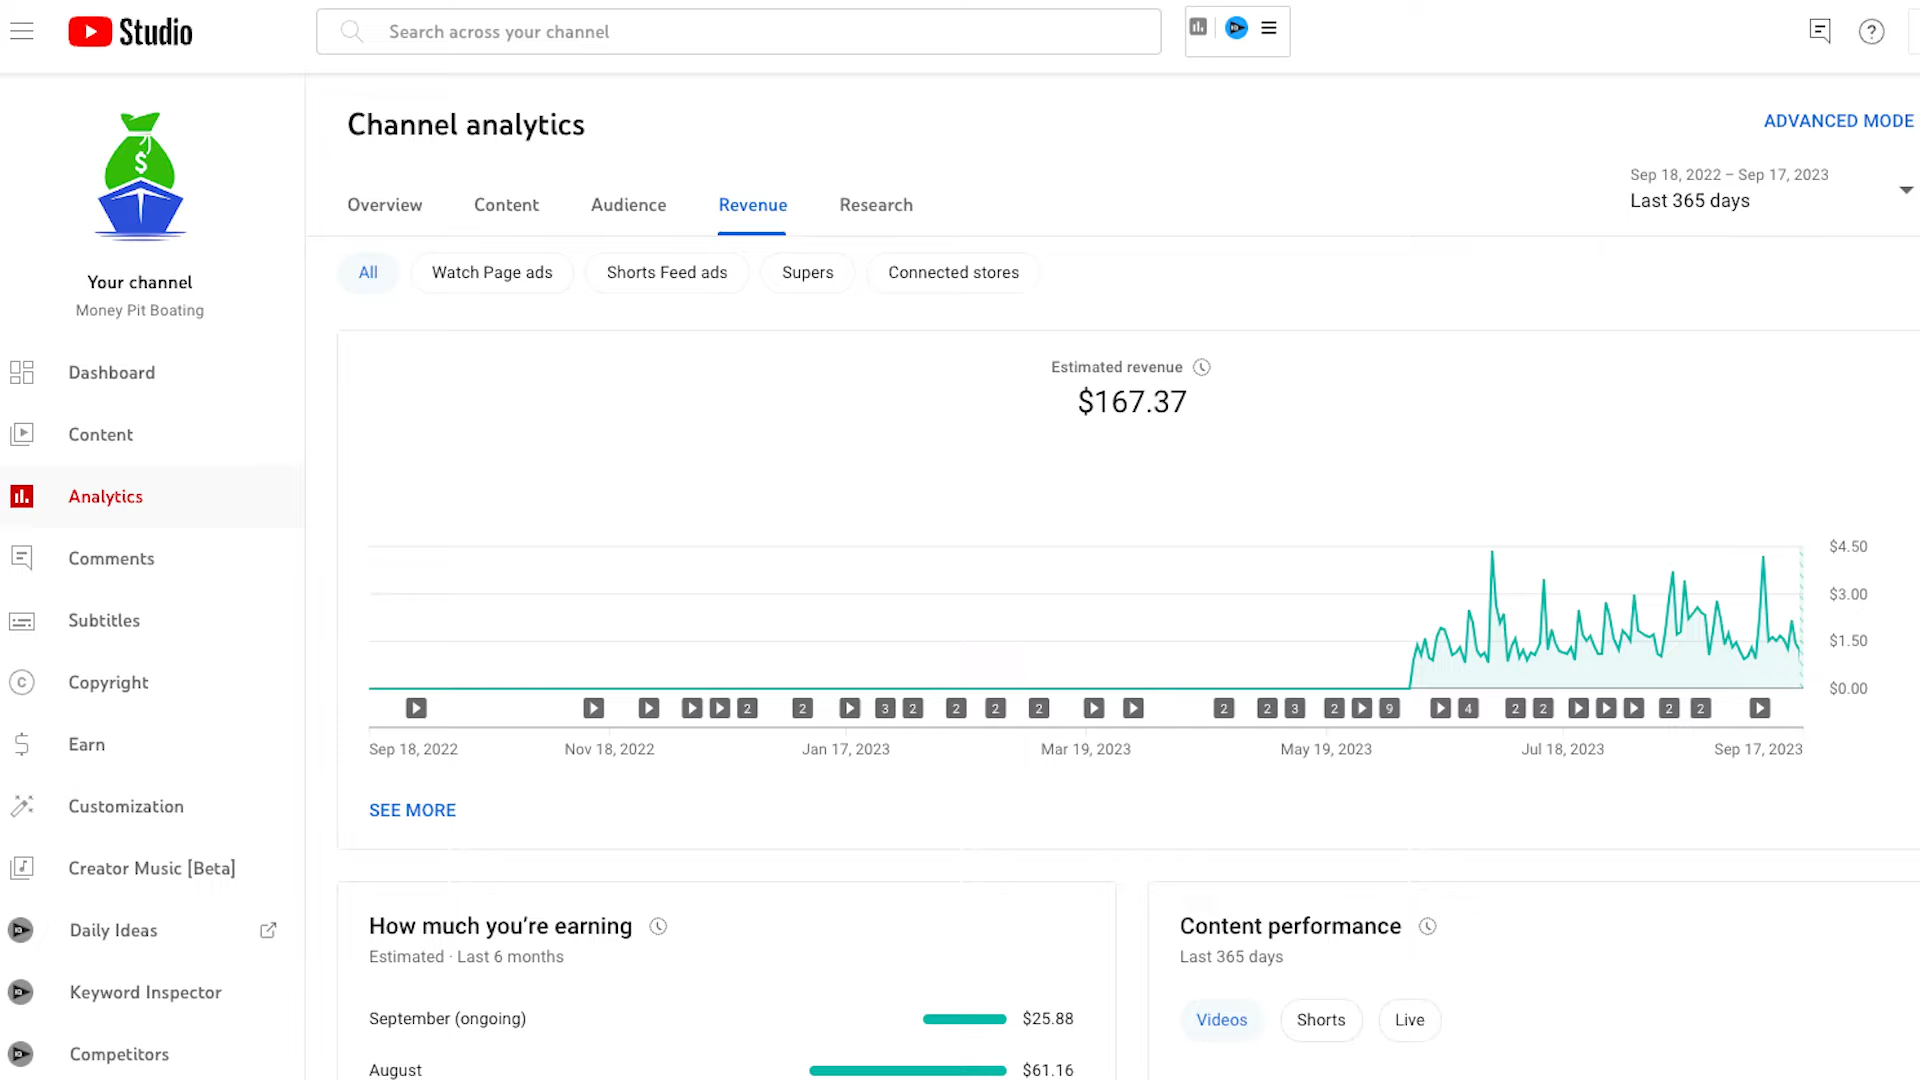 Studio
Search across your channel
Channel analytics
ADVANCED MODE
Sep 18, 2022 – Sep 17, 2023
Last 365 days
Overview
Content
Audience
Revenue
Research
All
Watch Page ads
Shorts Feed ads
Supers
Connected stores
$
Your channel
Money Pit Boating
Dashboard
Content
Analytics
Comments
Subtitles
Copyright
Earn
Customization
Creator Music [Beta]
Daily Ideas
Keyword Inspector
Competitors
Estimated revenue
$167.37
$4.50
$3.00
$1.50
$0.00
2 2 3 2 2 2 2 2 2 3 2 9 4 2 2 2 2
Sep 18, 2022
Nov 18, 2022
Jan 17, 2023
Mar 19, 2023
May 19, 2023
Jul 18, 2023
Sep 17, 2023
SEE MORE
How much you’re earning
Estimated · Last 6 months
September (ongoing) $25.88
August $61.16
Content performance
Last 365 days
Videos
Shorts
Live